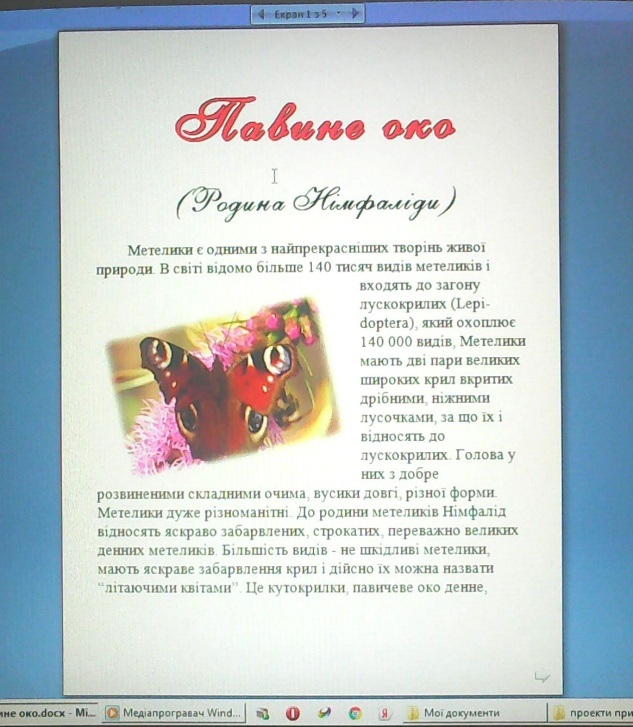 Екран 1 з 5
Павине око
(Родина Німфаліди)
Метелики є одними з найпрекрасніших творінь живої
природи. В світі відомо більше 140 тисяч видів метеликів і
входять до загону
лускокрилих (Lepi-
doptera), який охоплює
140 000 видів, Метелики
мають дві пари великих
широких крил вкритих
дрібними, ніжними
лусочками, за що їх і
відносять до
лускокрилих. Голова у
них з добре
розвиненими складними очима, вусики довгі, різної форми.
Метелики дуже різноманітні. До родини метеликів Німфалід
відносять яскраво забарвлених, строкатих, переважно великих
денних метеликів. Більшість видів - не шкідливі метелики,
мають яскраве забарвлення крил і дійсно їх можна назвати
“літаючими квітами”. Це кутокрилки, павичеве око денне,
ине око.docx - Мі... Медіапрогравач Wind... Я Мої документи проекти при